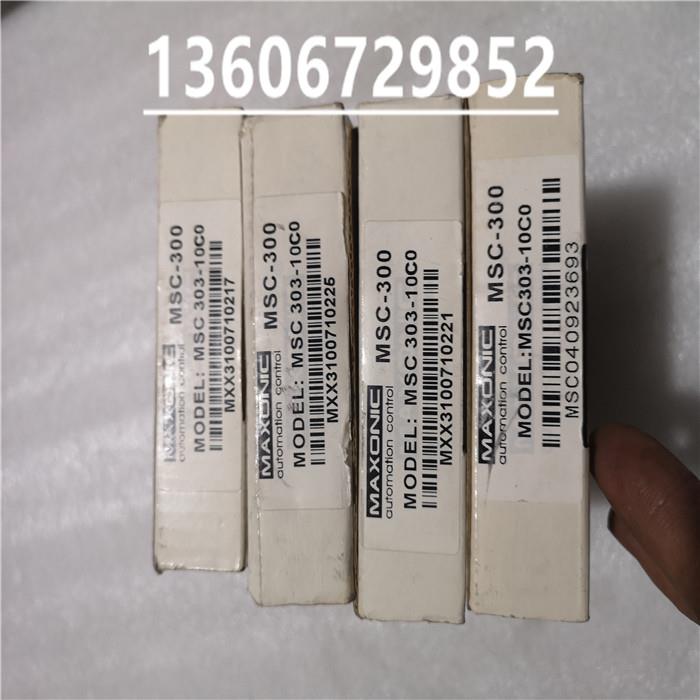 13606729852
MAXONIC
automation control
MSC-300
MODEL: MSC 303-10C0
MXX3100710217
MAXONIC
automation control
MSC-300
MODEL: MSC 303-10C0
MXX3100710225
MAXONIC
automation control
MSC-300
MODEL: MSC 303-10C0
MXX3100710221
MAXONIC
automation control
MSC-300
MODEL:MSC303-10C0
MSC040923693